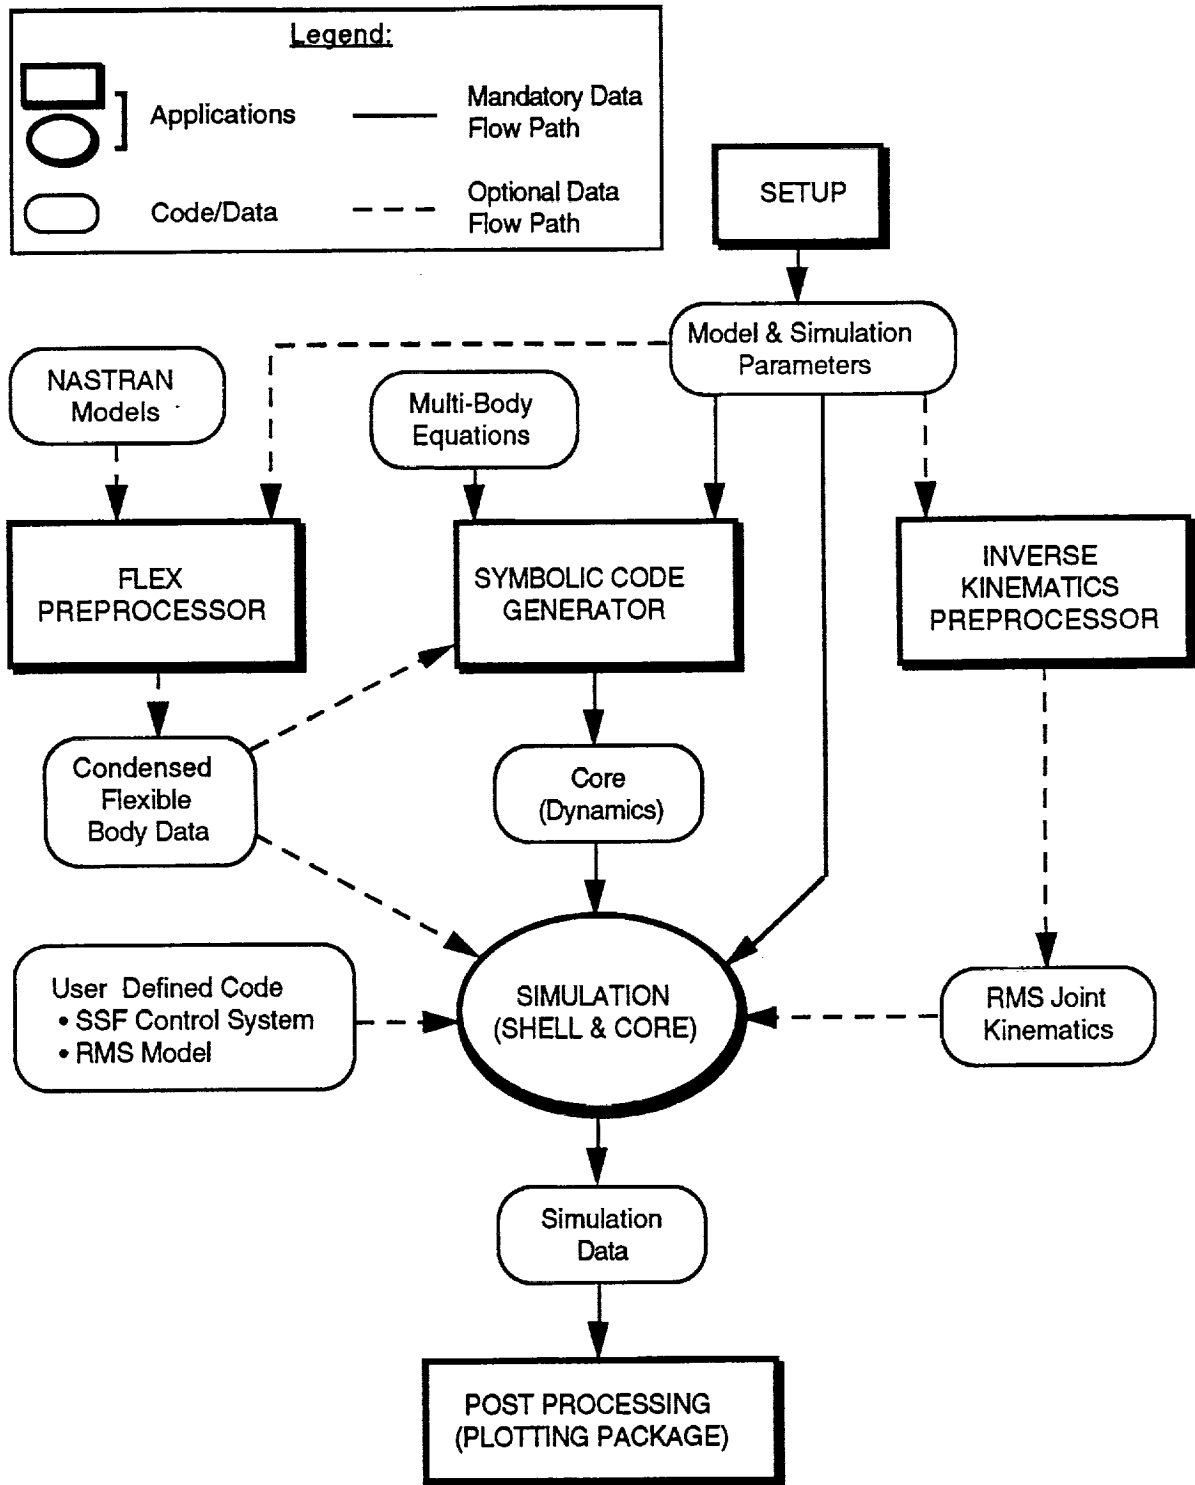 Legend:
Applications
Mandatory Data
Flow Path
Code/Data
Optional Data
Flow Path
SETUP
Model & Simulation
Parameters
NASTRAN
Models
Multi-Body
Equations
FLEX
PREPROCESSOR
SYMBOLIC CODE
GENERATOR
INVERSE
KINEMATICS
PREPROCESSOR
Condensed
Flexible
Body Data
Core
(Dynamics)
User Defined Code
• SSF Control System
• RMS Model
SIMULATION
(SHELL & CORE)
RMS Joint
Kinematics
Simulation
Data
POST PROCESSING
(PLOTTING PACKAGE)